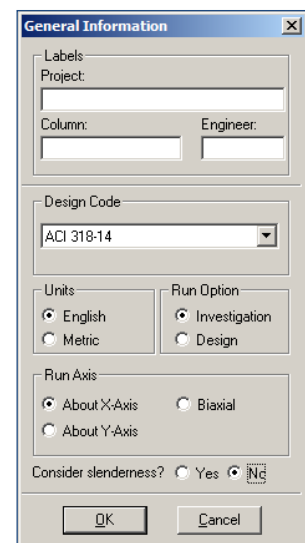 General Information
Labels
Project:
Column: Engineer:
Design Code
ACI 318-14
Units Run Option
English Investigation
Metric Design
Run Axis
About X-Axis Biaxial
About Y-Axis
Consider slenderness? Yes No
OK Cancel